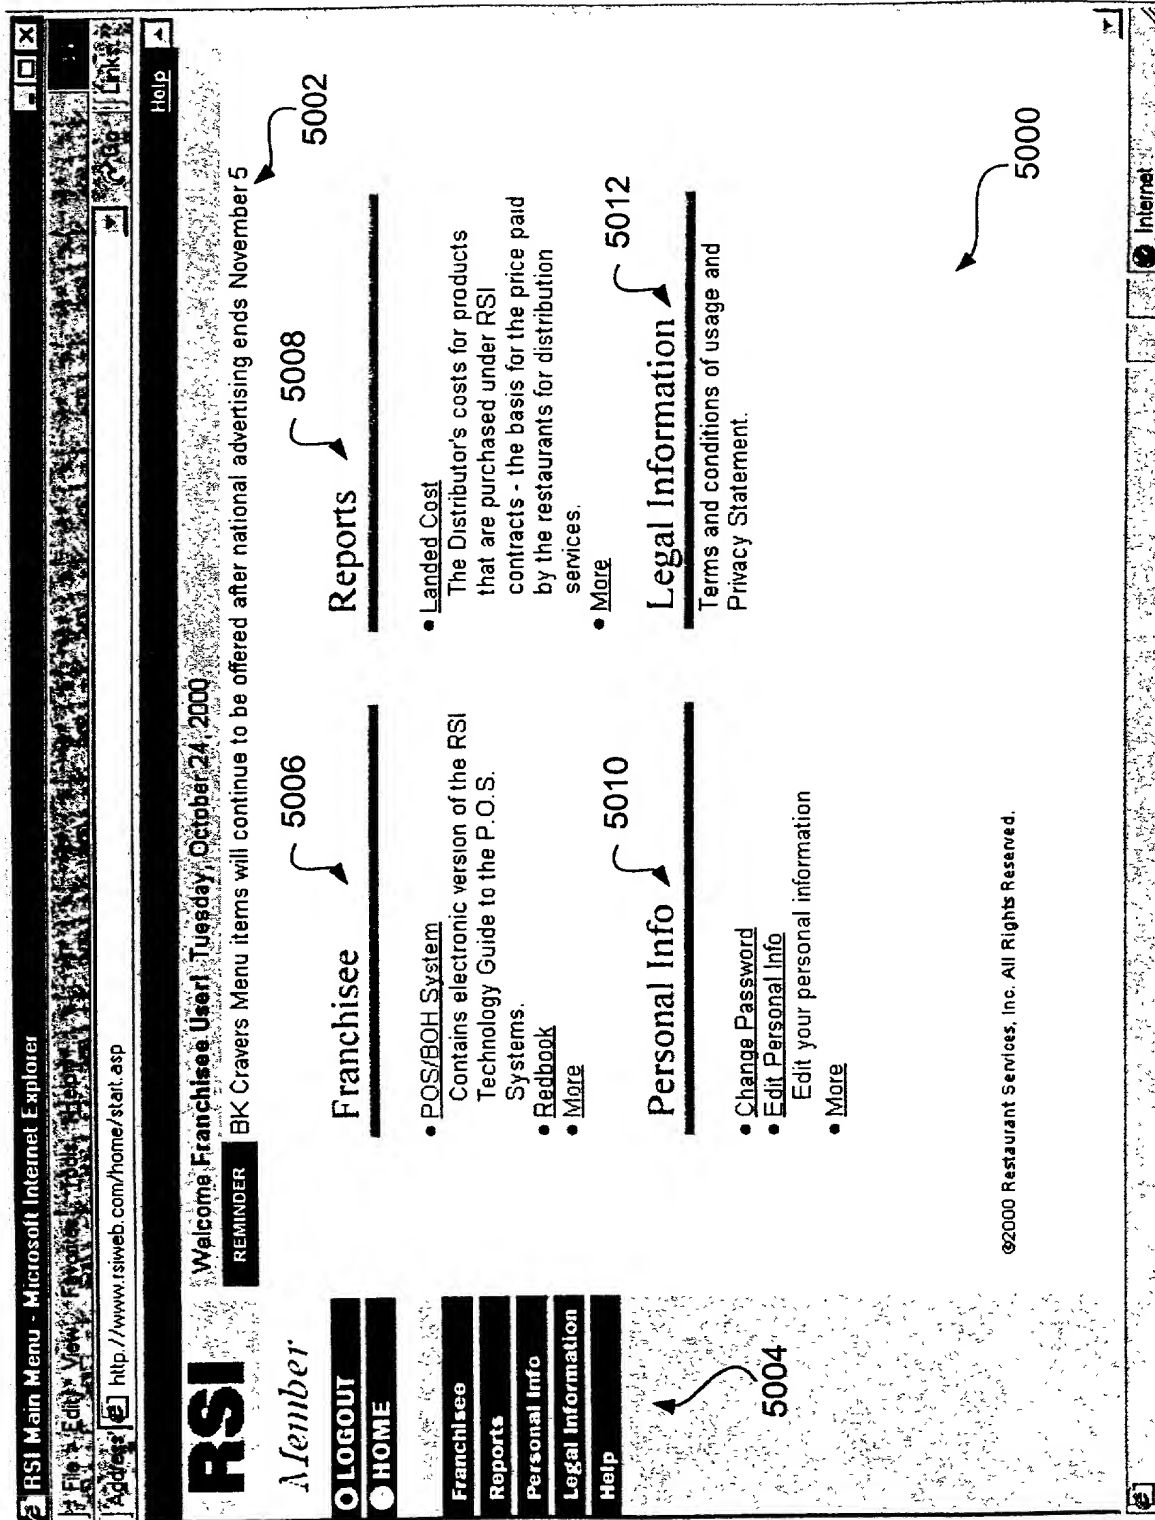 RSI Main Menu - Microsoft Internet Explorer
File Edit View Favorites Tools Help
Address http://www.rsiweb.com/home/start.asp Go Links
Help
RSI
Member
LOGOUT
HOME
Franchisee
Reports
Personal Info
Legal Information
Help
5004
Welcome Franchisee User! Tuesday, October 24, 2000
REMINDER BK Cravers Menu items will continue to be offered after national advertising ends November 5
5002
5006
Franchisee
• POS/BOH System
Contains electronic version of the RSI
Technology Guide to the P.O.S.
Systems.
• Redbook
• More
5008
Reports
• Landed Cost
The Distributor's costs for products
that are purchased under RSI
contracts - the basis for the price paid
by the restaurants for distribution
services.
• More
5010
Personal Info
• Change Password
• Edit Personal Info
Edit your personal information
• More
5012
Legal Information
Terms and conditions of usage and
Privacy Statement.
5000
©2000 Restaurant Services, Inc. All Rights Reserved.
Internet